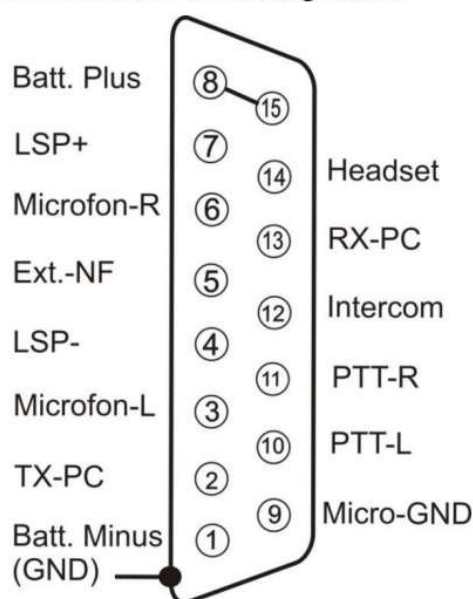 Batt. Plus 8
15
LSP+ 7
14 Headset
Microfon-R 6
13 RX-PC
Ext.-NF 5
12 Intercom
LSP- 4
11 PTT-R
Microfon-L 3
10 PTT-L
TX-PC 2
9 Micro-GND
Batt. Minus 1
(GND)